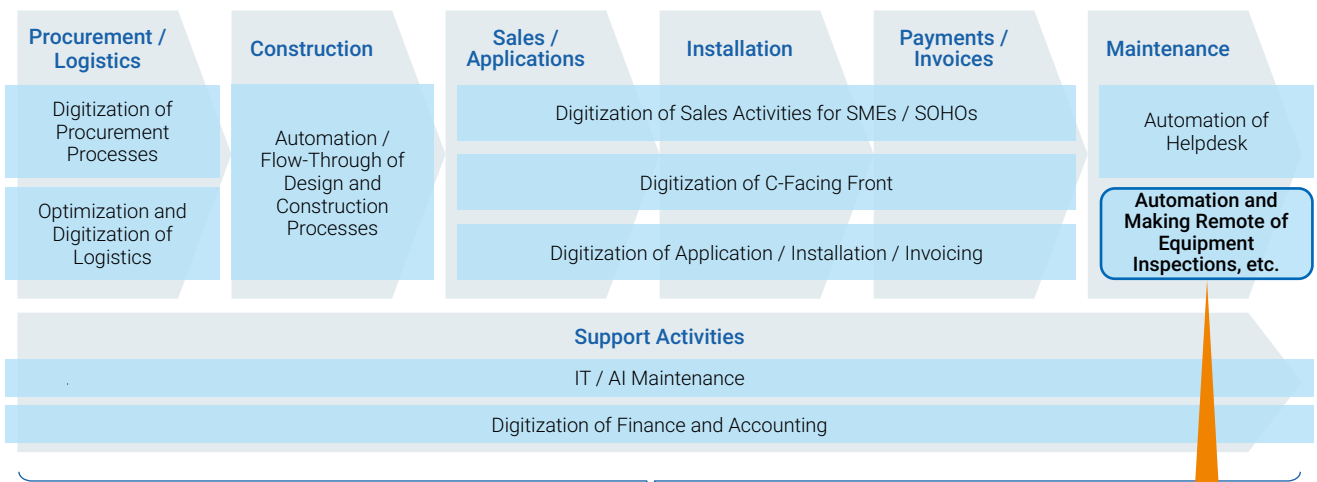 Procurement /
Logistics
Construction
Sales /
Applications
Installation
Payments /
Invoices
Maintenance
Digitization of
Procurement
Processes
Optimization and
Digitization of
Logistics
Automation /
Flow-Through of
Design and
Construction
Processes
Digitization of Sales Activities for SMEs / SOHOs
Digitization of C-Facing Front
Digitization of Application / Installation / Invoicing
Automation of
Helpdesk
Automation and
Making Remote of
Equipment
Inspections, etc.
Support Activities
IT / AI Maintenance
Digitization of Finance and Accounting